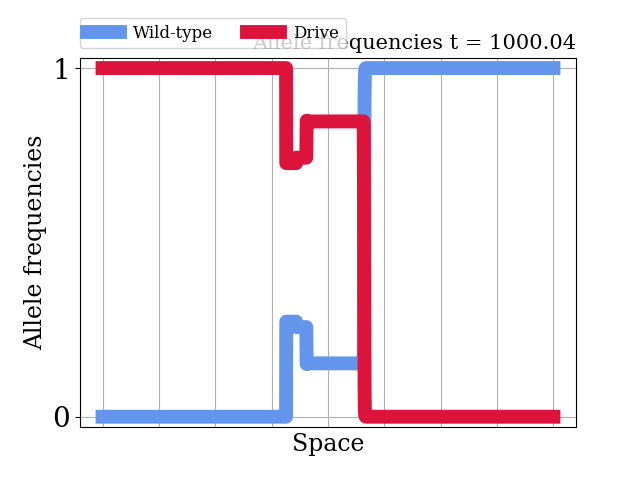 Wild-type Drive
Allele frequencies t = 1000.04
1
Allele frequencies
0
Space